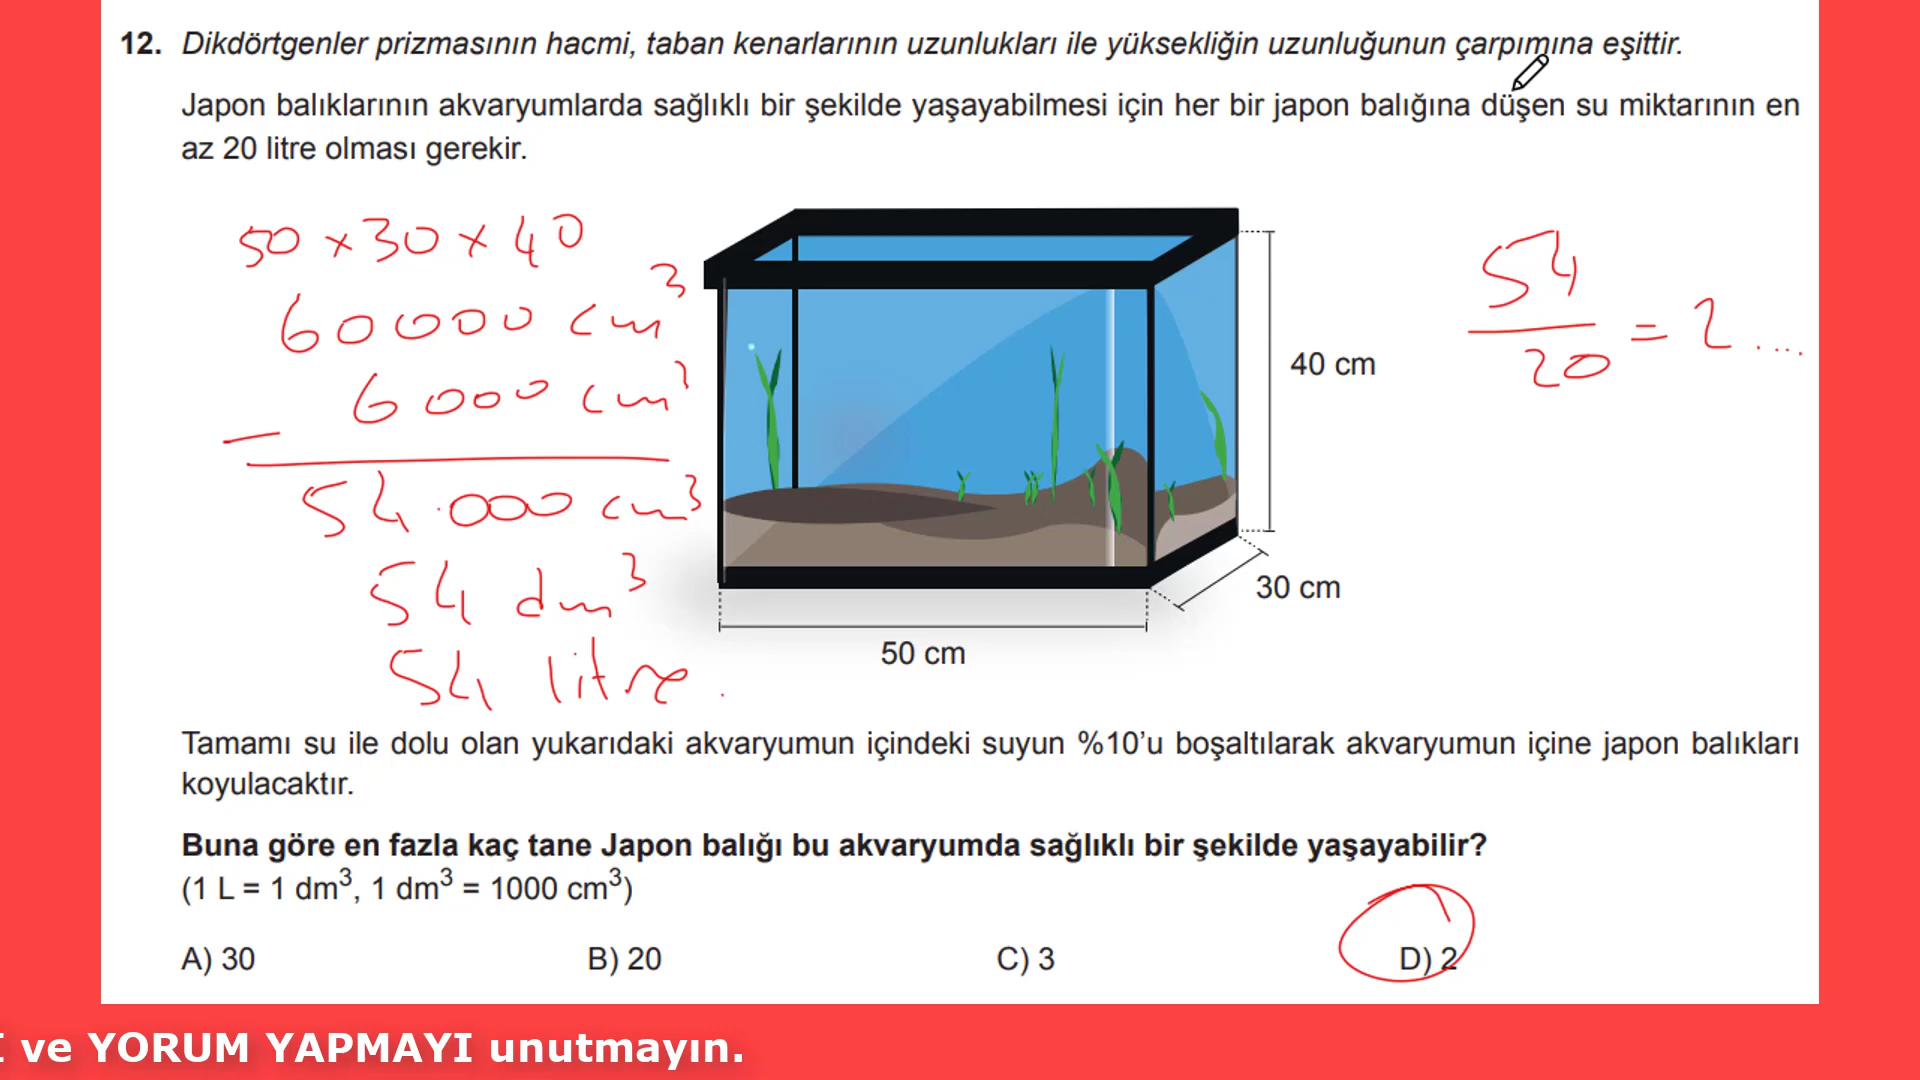 12. Dikdörtgenler prizmasının hacmi, taban kenarlarının uzunlukları ile yüksekliğin uzunluğunun çarpımına eşittir.
Japon balıklarının akvaryumlarda sağlıklı bir şekilde yaşayabilmesi için her bir japon balığına düşen su miktarının en
az 20 litre olması gerekir.
50 x 30 x 40
60000 cm³
6000 cm³
—
54.000 cm³
54 dm³
54 litre.
40 cm
30 cm
50 cm
54
20
= 2 ....
Tamamı su ile dolu olan yukarıdaki akvaryumun içindeki suyun %10’u boşaltılarak akvaryumun içine japon balıkları
koyulacaktır.
Buna göre en fazla kaç tane Japon balığı bu akvaryumda sağlıklı bir şekilde yaşayabilir?
(1 L = 1 dm³, 1 dm³ = 1000 cm³)
A) 30 B) 20 C) 3 D) 2
ve YORUM YAPMAYI unutmayın.